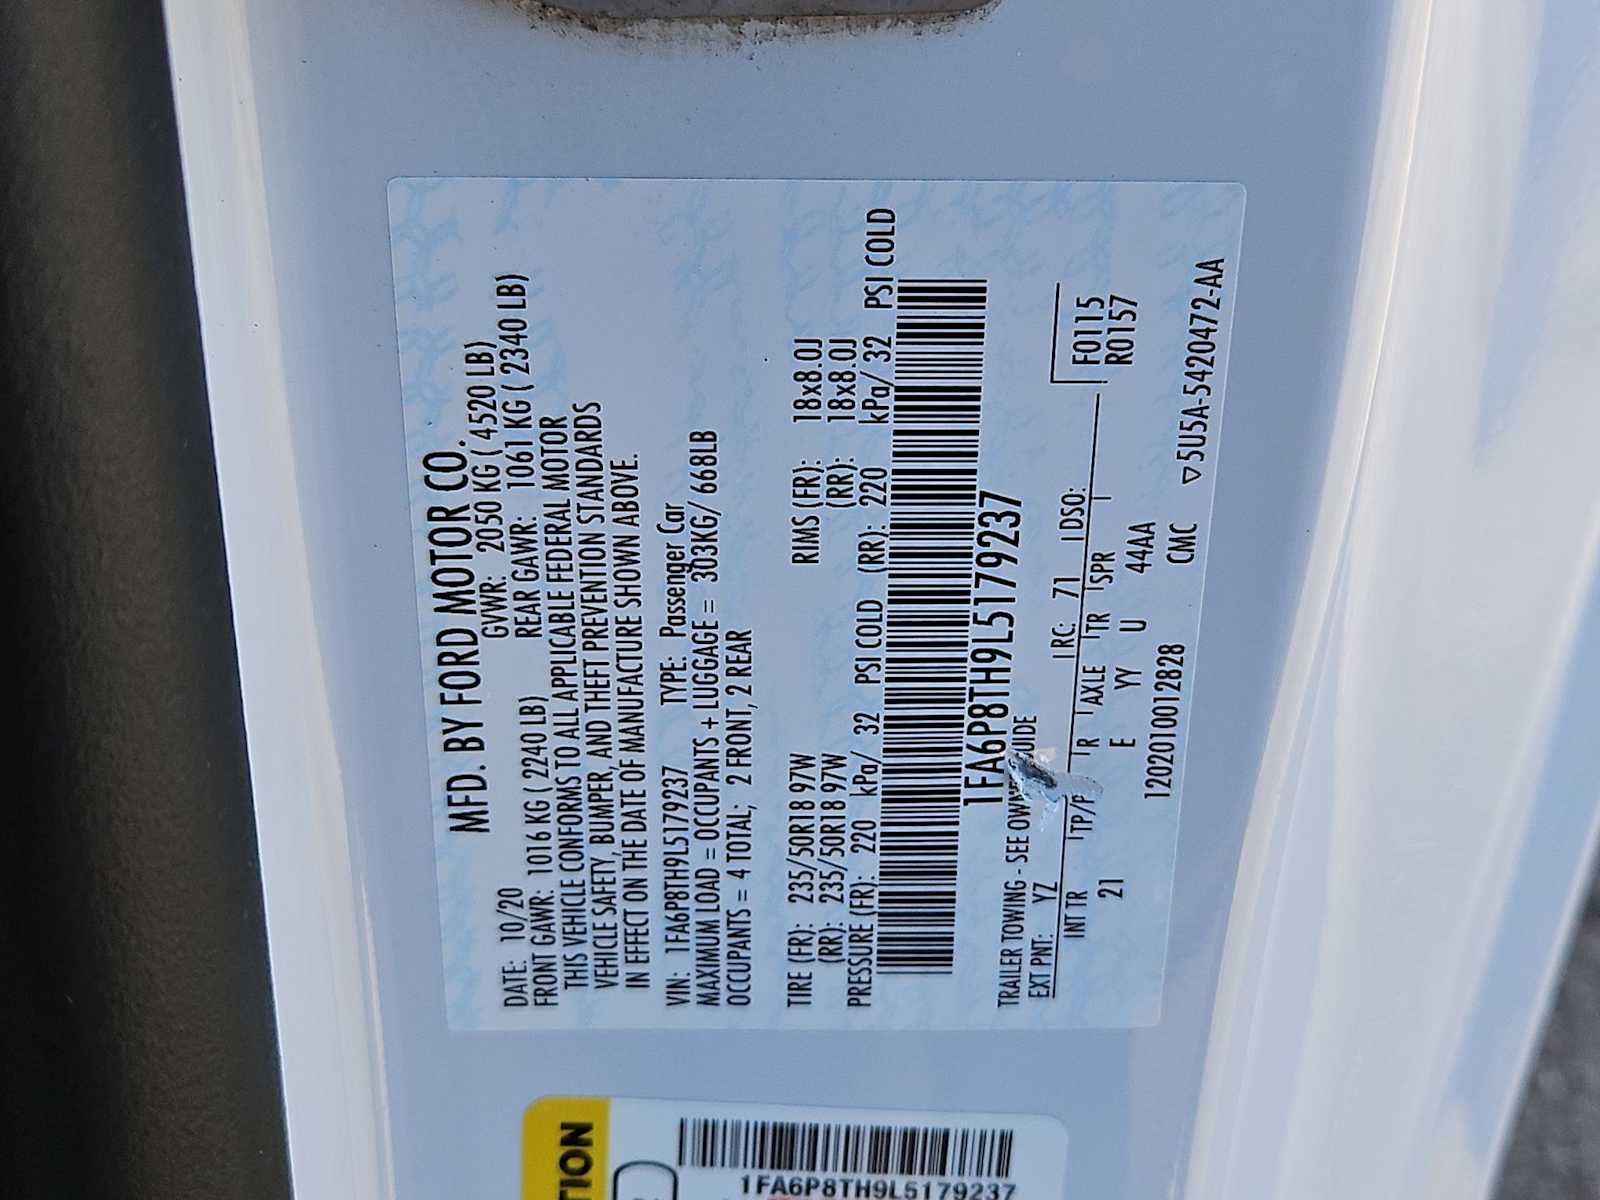 MFD. BY FORD MOTOR CO.
DATE: 10/20 GVWR: 2050 KG ( 4520 LB)
FRONT GAWR: 1016 KG ( 2240 LB) REAR GAWR: 1061 KG ( 2340 LB)
THIS VEHICLE CONFORMS TO ALL APPLICABLE FEDERAL MOTOR
VEHICLE SAFETY, BUMPER, AND THEFT PREVENTION STANDARDS
IN EFFECT ON THE DATE OF MANUFACTURE SHOWN ABOVE.
VIN: 1FA6P8TH9L5179237 TYPE: Passenger Car
MAXIMUM LOAD = OCCUPANTS + LUGGAGE = 303KG/ 668LB
OCCUPANTS = 4 TOTAL; 2 FRONT, 2 REAR
TIRE (FR): 235/50R18 97W RIMS (FR): 18x8.0J
(RR): 235/50R18 97W (RR): 18x8.0J
PRESSURE (FR): 220 kPa/ 32 PSI COLD (RR): 220 kPa/ 32 PSI COLD
1FA6P8TH9L5179237
TRAILER TOWING - SEE GUIDE
EXT PNT: YZ RC: 71 DSO:
INT TR TP/P R AXLE TR SPR F0115
21 E YY U 44AA R0157
1202010012828 CMC ▽5U5A-5420472-AA
1FA6P8TH9L5179237